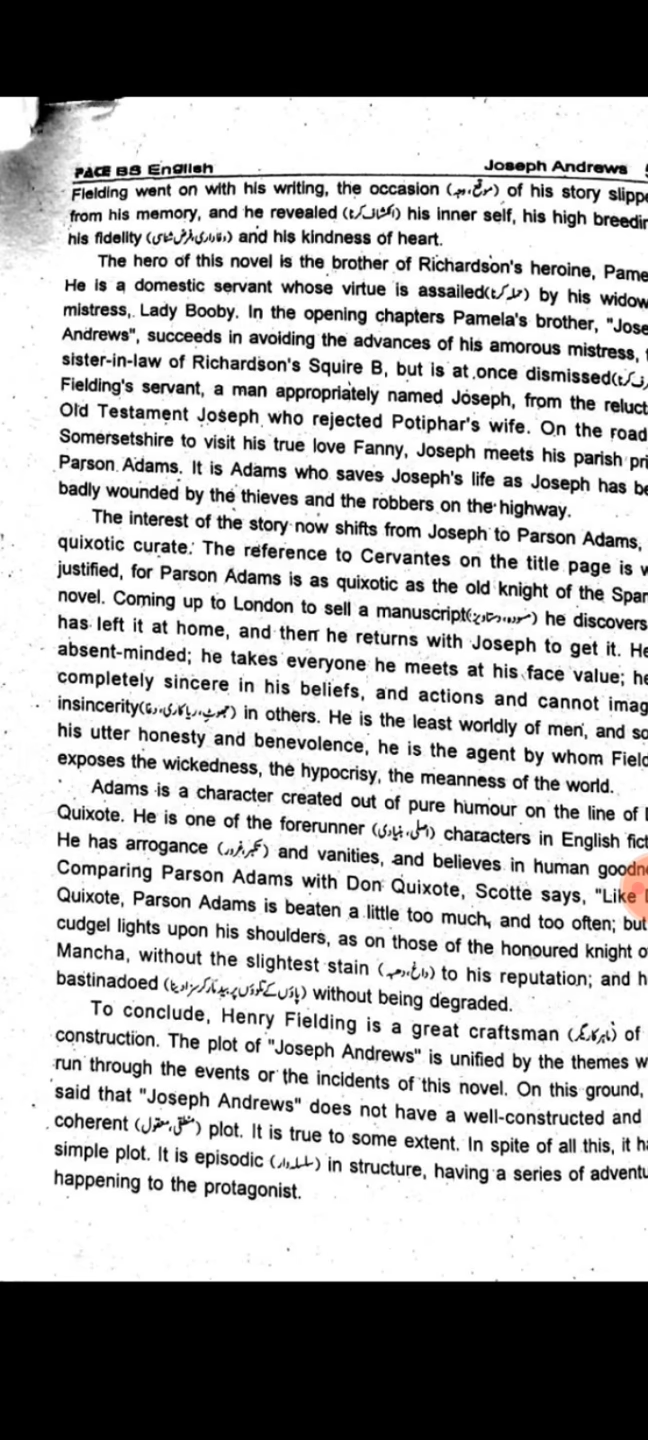 PACE BS English Joseph Andrews
Fielding went on with his writing, the occasion (موقع، وجہ) of his story slippe
from his memory, and he revealed (انکشاف کرنا) his inner self, his high breedin
his fidelity (وفاداری، فرض شناسی) and his kindness of heart.
The hero of this novel is the brother of Richardson's heroine, Pame
He is a domestic servant whose virtue is assailed(حملہ کرنا) by his widow
mistress, Lady Booby. In the opening chapters Pamela's brother, "Jose
Andrews", succeeds in avoiding the advances of his amorous mistress, t
sister-in-law of Richardson's Squire B, but is at once dismissed(
Fielding's servant, a man appropriately named Joseph, from the reluct
Old Testament Joseph who rejected Potiphar's wife. On the road
Somersetshire to visit his true love Fanny, Joseph meets his parish pri
Parson Adams. It is Adams who saves Joseph's life as Joseph has be
badly wounded by the thieves and the robbers on the highway.
The interest of the story now shifts from Joseph to Parson Adams,
quixotic curate. The reference to Cervantes on the title page is w
justified, for Parson Adams is as quixotic as the old knight of the Span
novel. Coming up to London to sell a manuscript(مسودہ، دستاویز) he discovers
has left it at home, and then he returns with Joseph to get it. He
absent-minded; he takes everyone he meets at his face value; he
completely sincere in his beliefs, and actions and cannot imag
insincerity(جھوٹ، ریاکاری، دغا) in others. He is the least worldly of men, and so
his utter honesty and benevolence, he is the agent by whom Field
exposes the wickedness, the hypocrisy, the meanness of the world.
Adams is a character created out of pure humour on the line of D
Quixote. He is one of the forerunner (اصلی، بنیادی) characters in English fict
He has arrogance (تکبر، غرور) and vanities, and believes in human goodne
Comparing Parson Adams with Don Quixote, Scotte says, "Like D
Quixote, Parson Adams is beaten a little too much, and too often; but
cudgel lights upon his shoulders, as on those of the honoured knight o
Mancha, without the slightest stain (داغ، دھبہ) to his reputation; and h
bastinadoed (پاؤں کے تلوؤں پر بید مار کر سزا دینا) without being degraded.
To conclude, Henry Fielding is a great craftsman (ماہر کاریگر) of
construction. The plot of "Joseph Andrews" is unified by the themes w
run through the events or the incidents of this novel. On this ground,
said that "Joseph Andrews" does not have a well-constructed and
coherent (منطقی، معقول) plot. It is true to some extent. In spite of all this, it ha
simple plot. It is episodic (سلسلہ وار) in structure, having a series of adventu
happening to the protagonist.